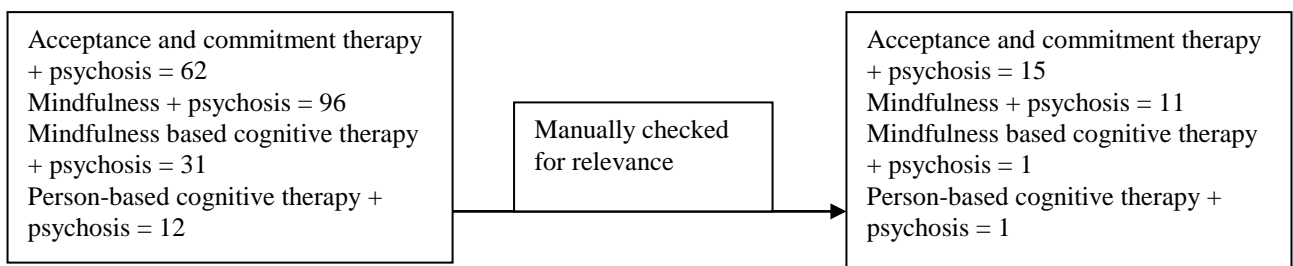 Acceptance and commitment therapy
+ psychosis = 62
Mindfulness + psychosis = 96
Mindfulness based cognitive therapy
+ psychosis = 31
Person-based cognitive therapy +
psychosis = 12
Manually checked
for relevance
Acceptance and commitment therapy
+ psychosis = 15
Mindfulness + psychosis = 11
Mindfulness based cognitive therapy
+ psychosis = 1
Person-based cognitive therapy +
psychosis = 1